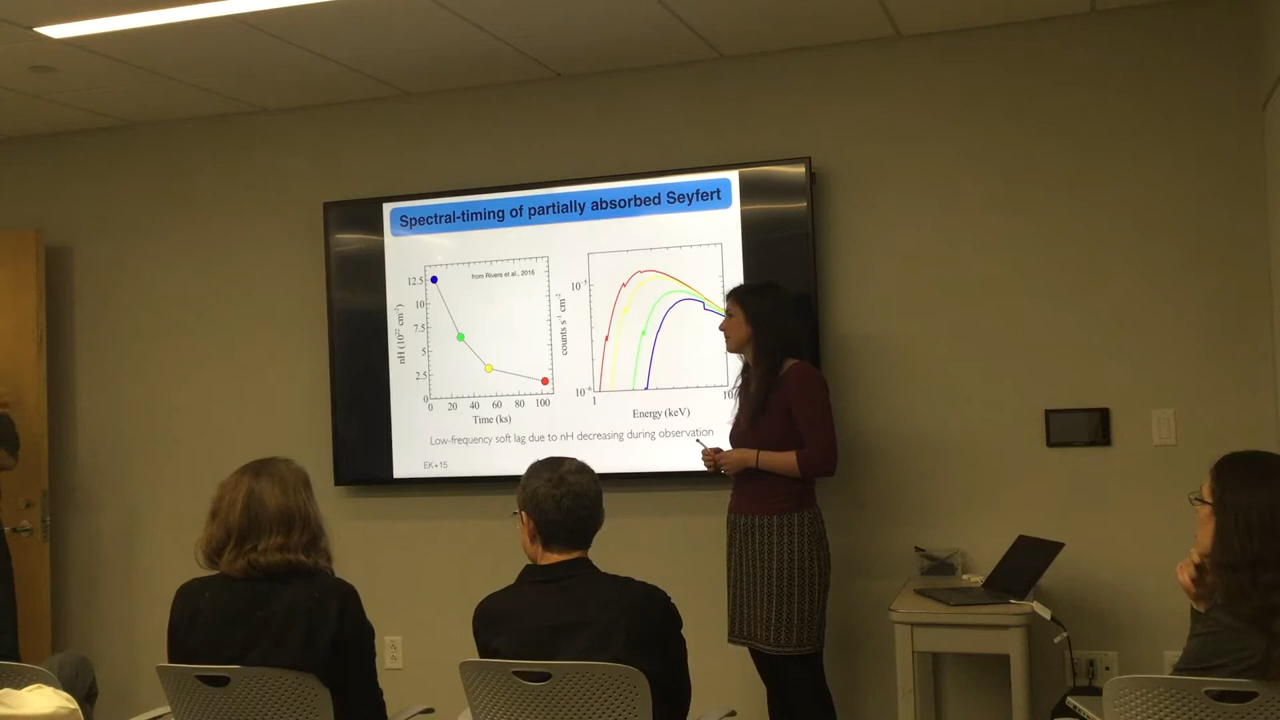 Spectral-timing of partially absorbed Seyfert
from Rivers et al., 2016
12.5
10
7.5
5
2.5
0
nH (10²² cm⁻²)
0 20 40 60 80 100
Time (ks)
10⁻⁵
10⁻⁶
counts s⁻¹ cm⁻²
1 10
Energy (keV)
Low-frequency soft lag due to nH decreasing during observation
EK+15